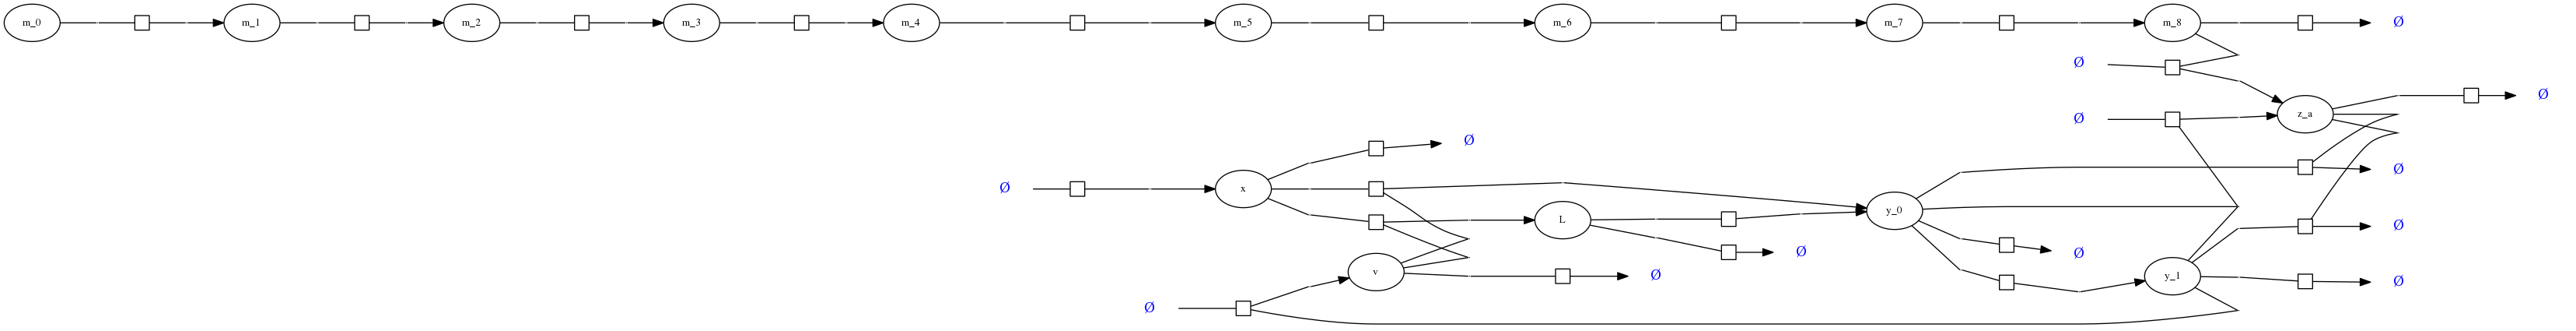 m_0 m_1 m_2 m_3 m_4 m_5 m_6 m_7 m_8 Ø
Ø
Ø
Ø z_a
Ø
Ø
Ø x y_0 Ø
L
Ø
Ø Ø
v Ø y_1 Ø
Ø